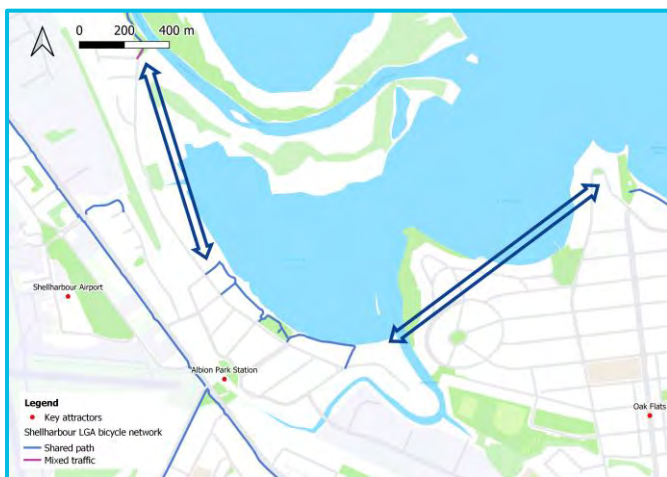 0 200 400 m
Shellharbour Airport
Albion Park Station
Oak Flats
Legend
Key attractors
Shellharbour LGA bicycle network
Shared path
Mixed traffic